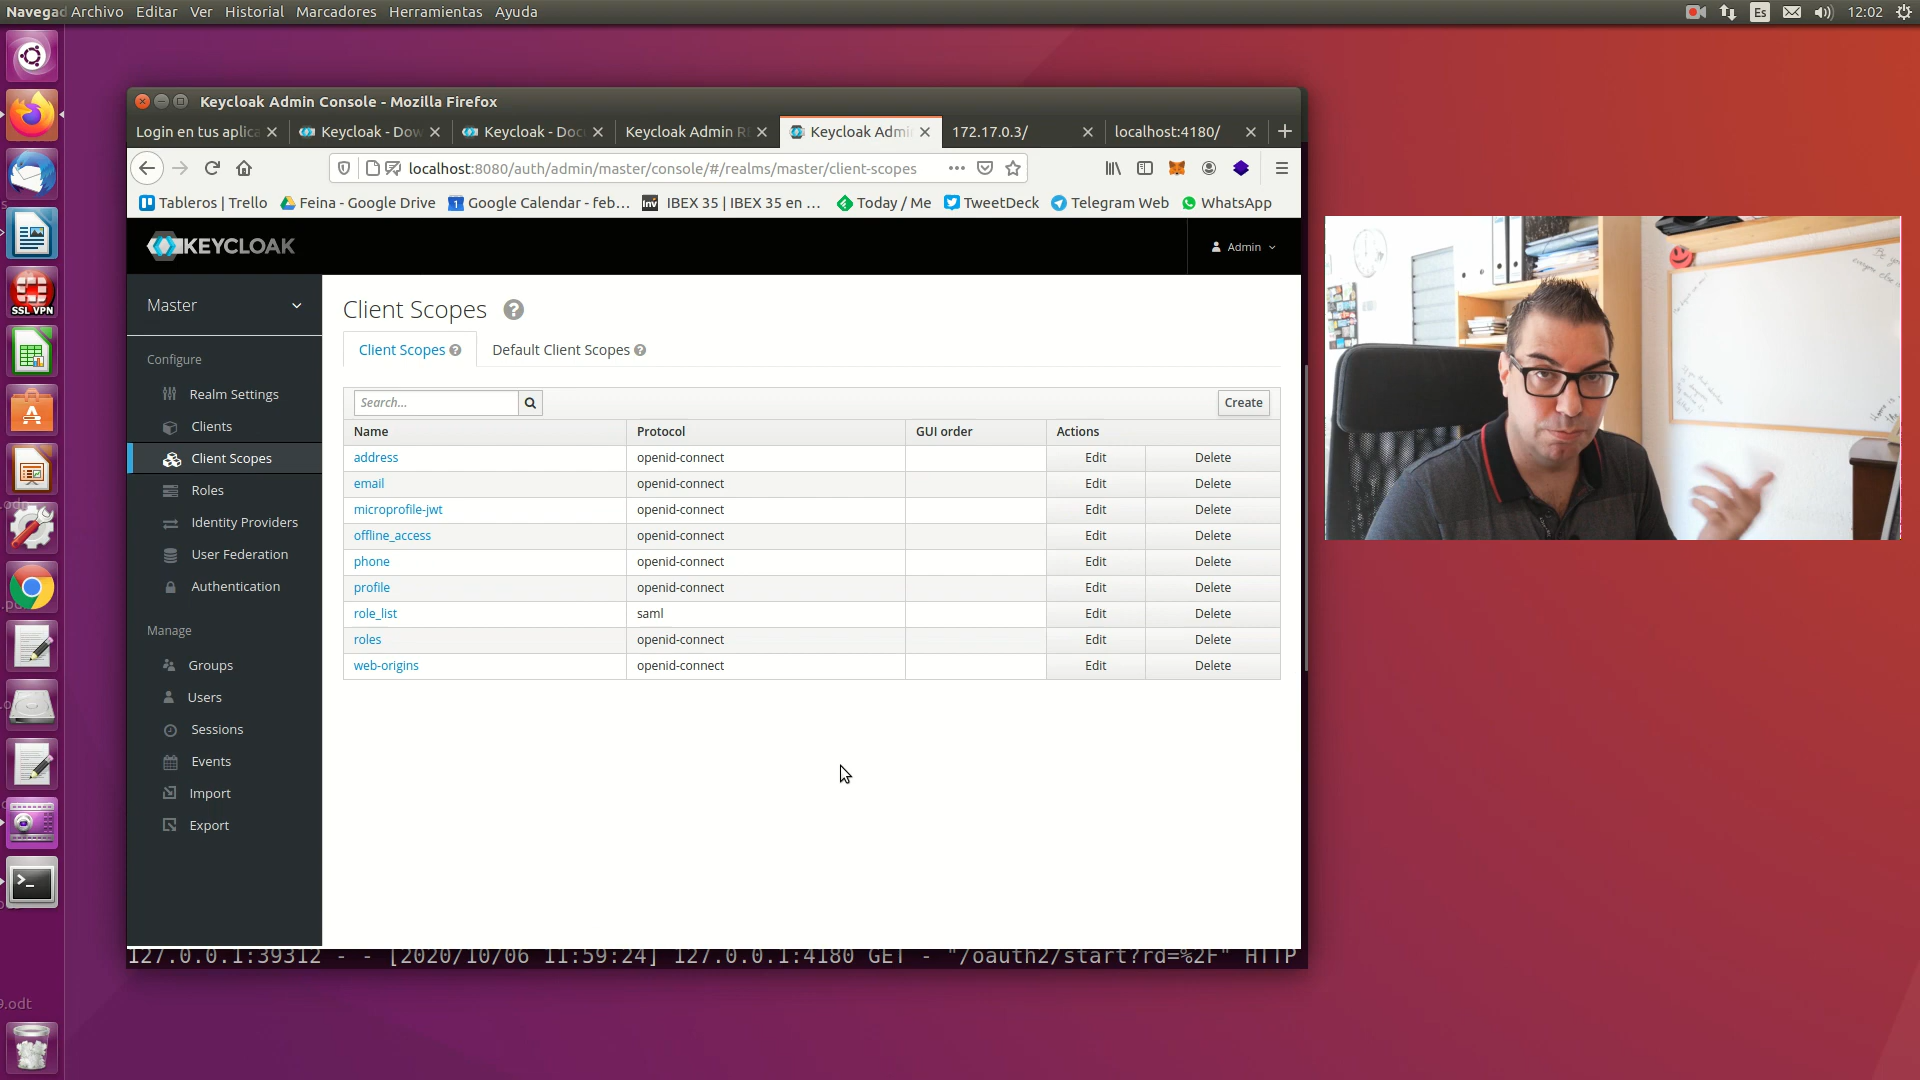 Navegad Archivo Editar Ver Historial Marcadores Herramientas Ayuda
Es 12:02
Keycloak Admin Console - Mozilla Firefox
Login en tus aplica Keycloak - Dow Keycloak - Doc Keycloak Admin R Keycloak Admi 172.17.0.3/ localhost:4180/
localhost:8080/auth/admin/master/console/#/realms/master/client-scopes
Tableros | Trello Feina - Google Drive 1 Google Calendar - feb... Inv IBEX 35 | IBEX 35 en ... Today / Me TweetDeck Telegram Web WhatsApp
KEYCLOAK
Admin
Master
Configure
Realm Settings
Clients
Client Scopes
Roles
Identity Providers
User Federation
Authentication
Manage
Groups
Users
Sessions
Events
Import
Export
Client Scopes ?
Client Scopes ? Default Client Scopes ?
Search... Create
Name Protocol GUI order Actions
address openid-connect Edit Delete
email openid-connect Edit Delete
microprofile-jwt openid-connect Edit Delete
offline_access openid-connect Edit Delete
phone openid-connect Edit Delete
profile openid-connect Edit Delete
role_list saml Edit Delete
roles openid-connect Edit Delete
web-origins openid-connect Edit Delete
127.0.0.1:39312 - - [2020/10/06 11:59:24] 127.0.0.1:4180 GET - "/oauth2/start?rd=%2F" HTTP
SSL VPN
9.odt